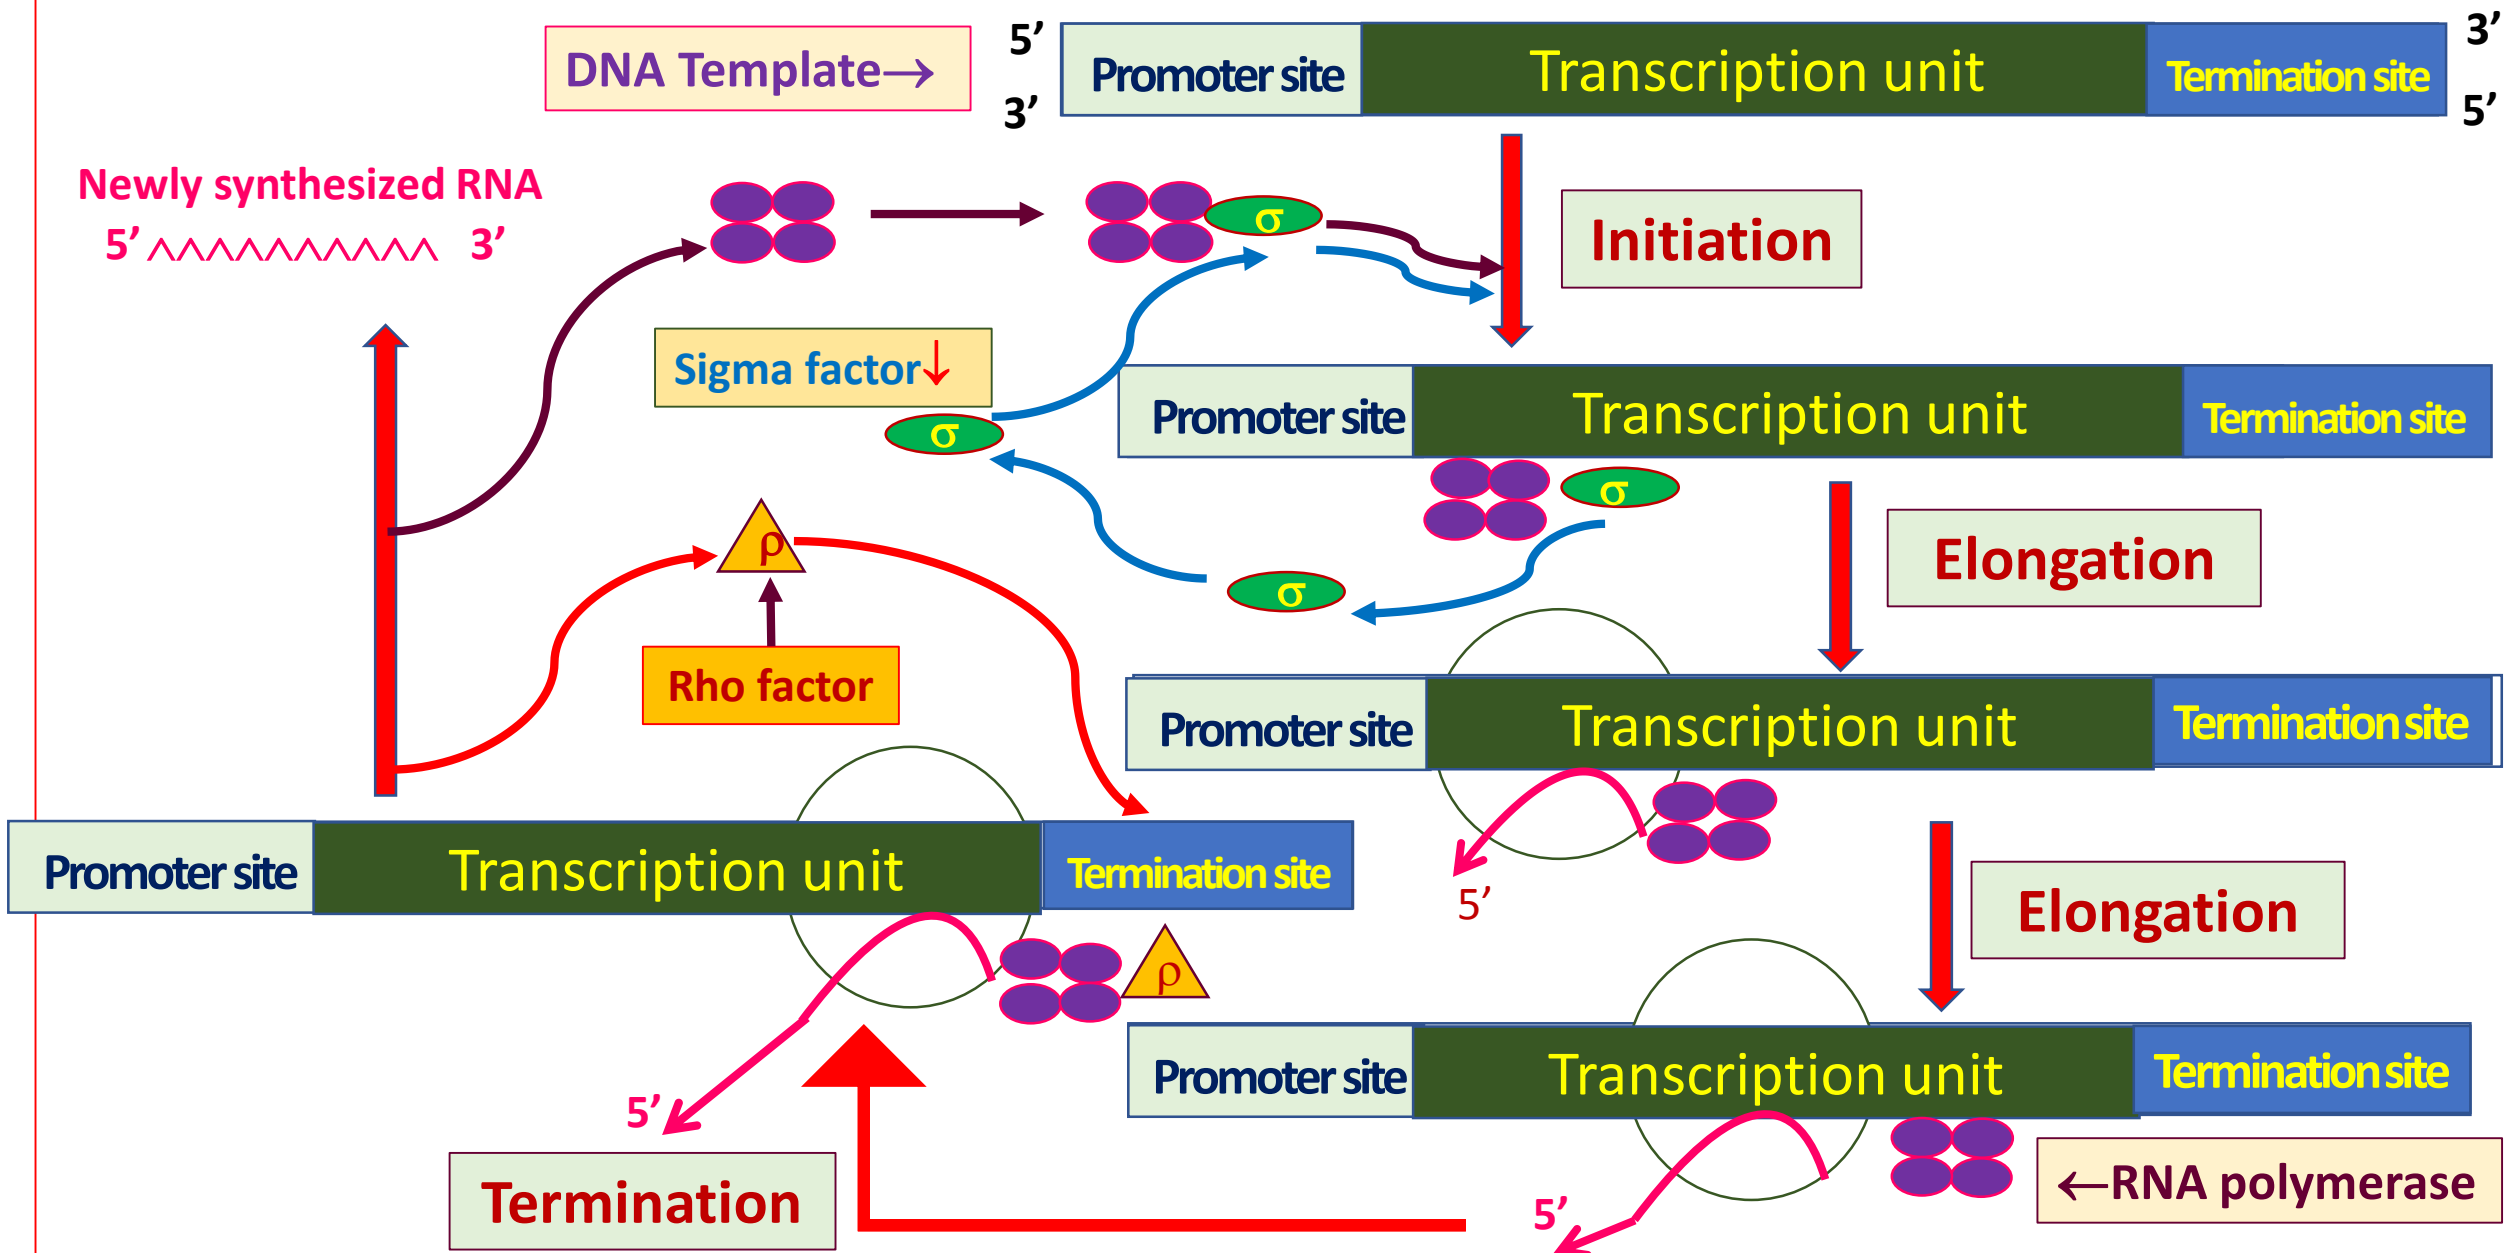 DNA Template→
5’
3’
Promoter site
Transcription unit
Termination site
3’
5’
Newly synthesized RNA
5’
3’
σ
Initiation
Sigma factor↓
σ
Promoter site
Transcription unit
Termination site
σ
ρ
σ
Elongation
Rho factor
Promoter site
Transcription unit
Termination site
5’
Promoter site
Transcription unit
Termination site
ρ
Elongation
5’
Promoter site
Transcription unit
Termination site
5’
←RNA polymerase
Termination